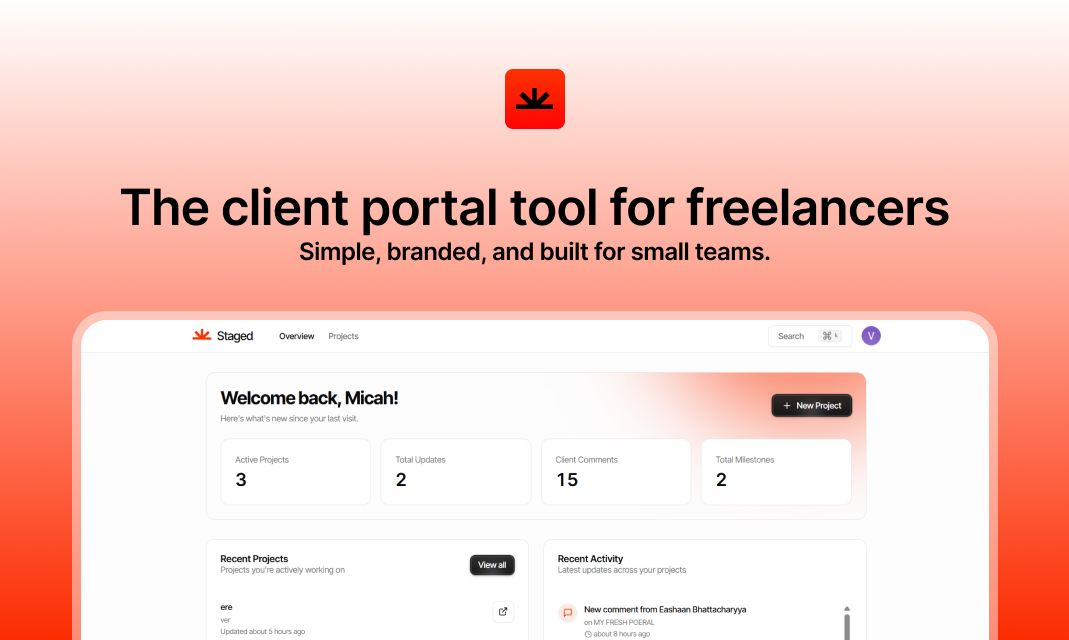 The client portal tool for freelancers
Simple, branded, and built for small teams.
Staged Overview Projects Search ⌘ k V
Welcome back, Micah!
Here's what's new since your last visit.
+ New Project
Active Projects
3
Total Updates
2
Client Comments
15
Total Milestones
2
Recent Projects
Projects you're actively working on
View all
ere
ver
Updated about 5 hours ago
Recent Activity
Latest updates across your projects
New comment from Eashaan Bhattacharyya
on MY FRESH POERAL
about 8 hours ago